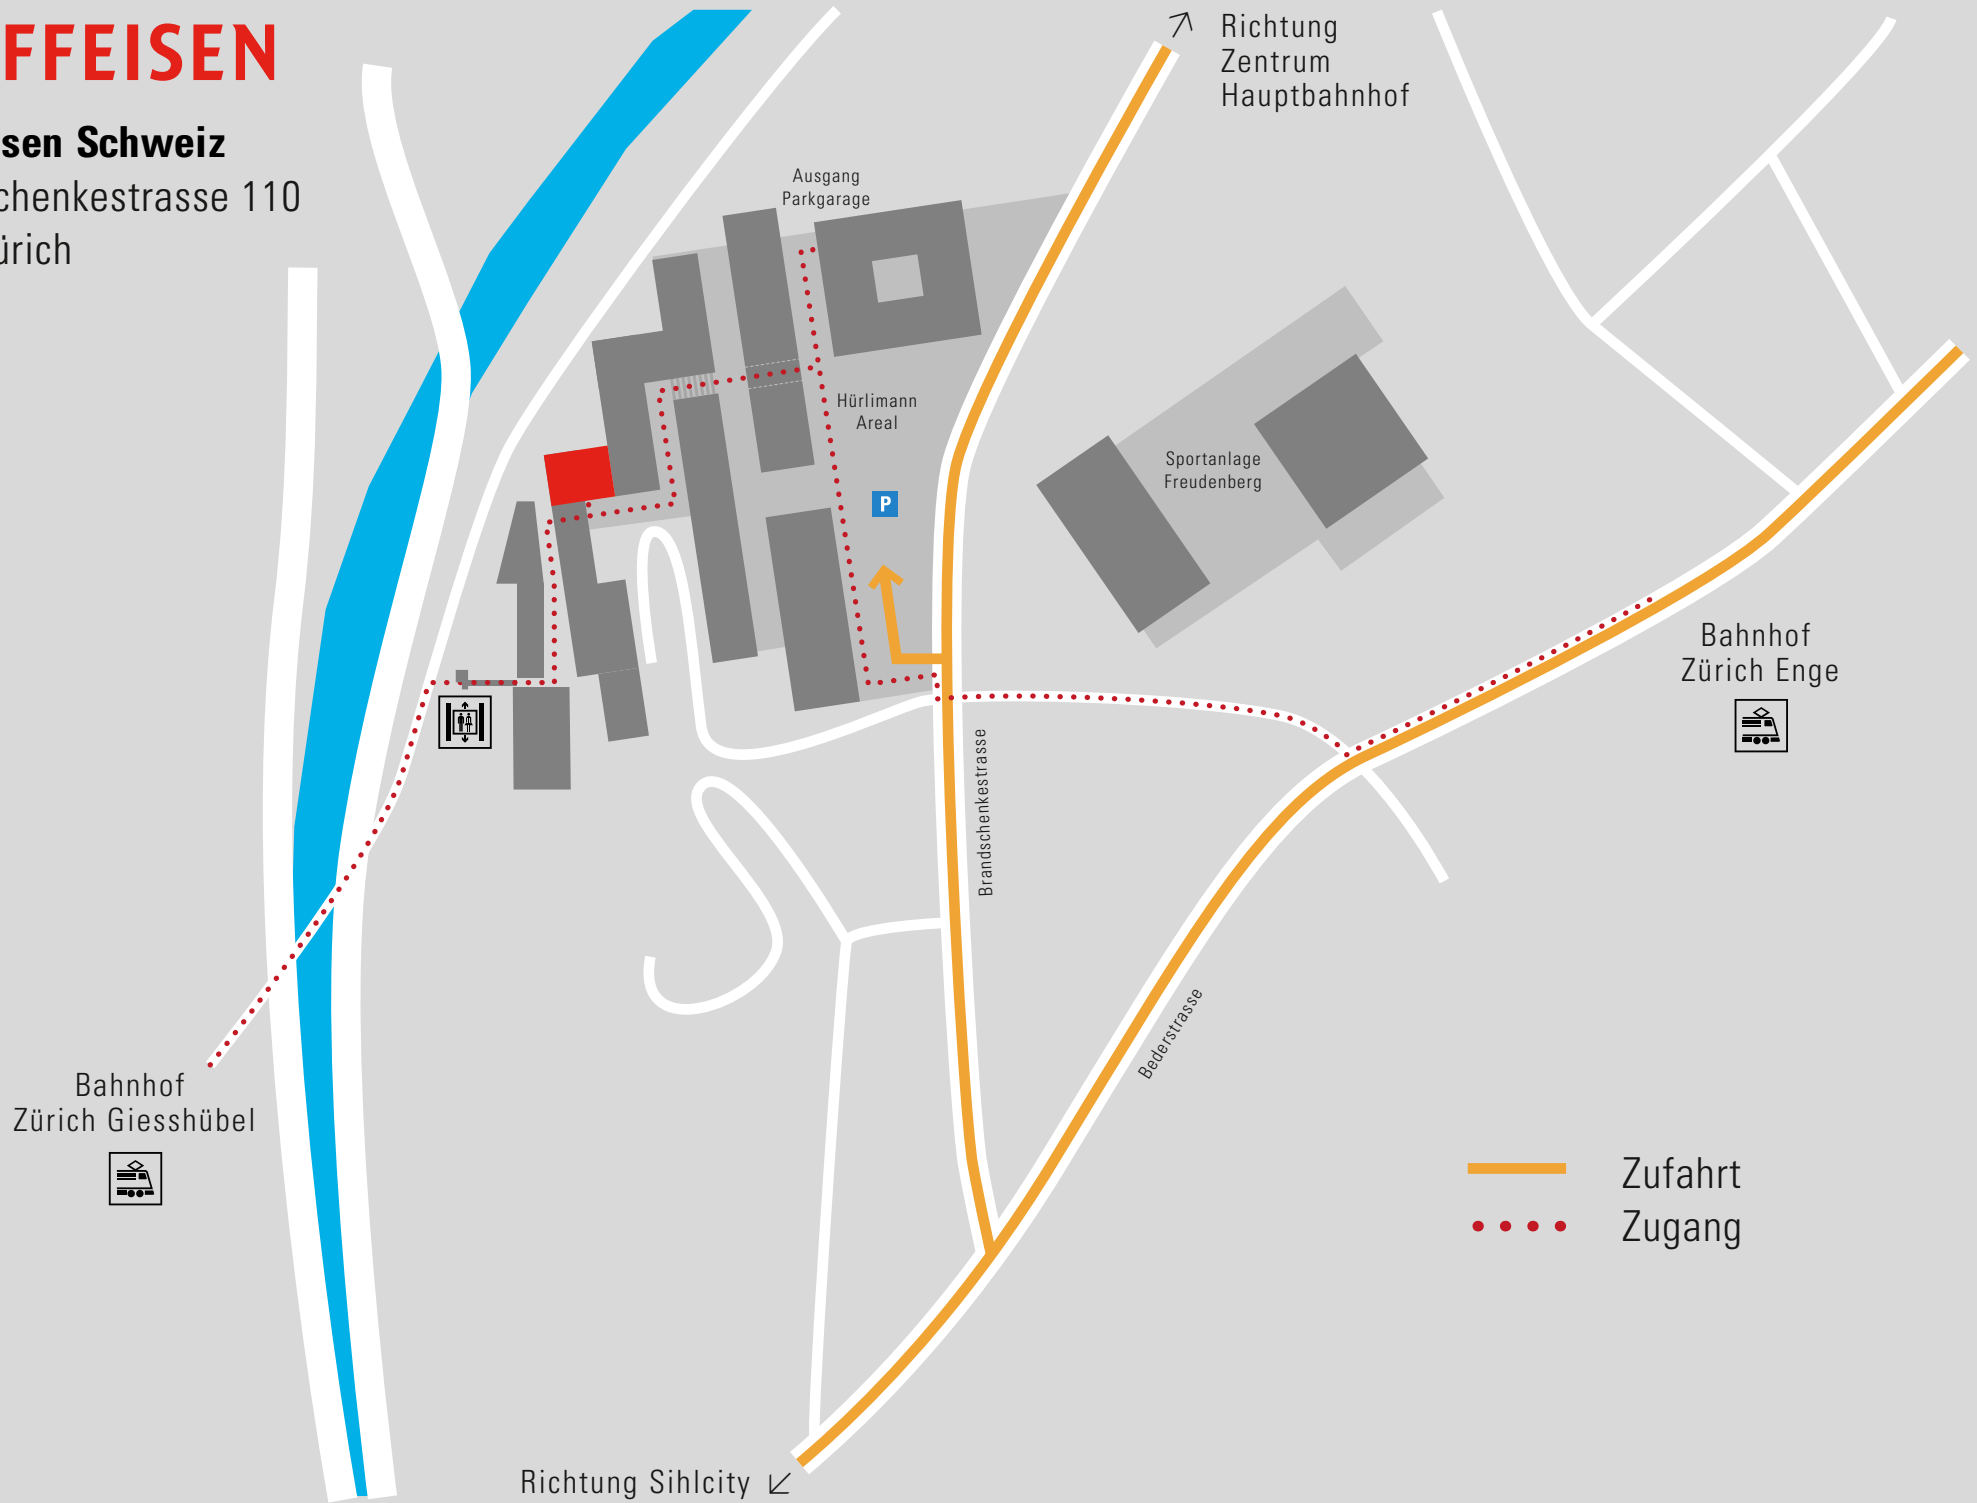 FFEISEN
sen Schweiz
chenkestrasse 110
ürich
Richtung
Zentrum
Hauptbahnhof
Ausgang
Parkgarage
Hürlimann
Areal
P
Sportanlage
Freudenberg
Bahnhof
Zürich Enge
Brandschenkestrasse
Bederstrasse
Bahnhof
Zürich Giesshübel
Zufahrt
Zugang
Richtung Sihlcity